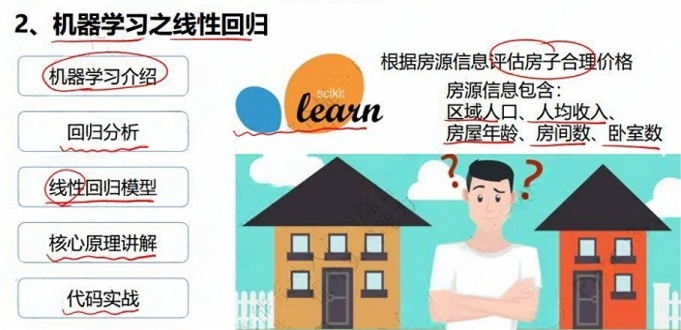 2、机器学习之线性回归
机器学习介绍
回归分析
线性回归模型
核心原理讲解
代码实战
scikit
learn
根据房源信息评估房子合理价格
房源信息包含：
区域人口、人均收入、
房屋年龄、房间数、卧室数
? ?